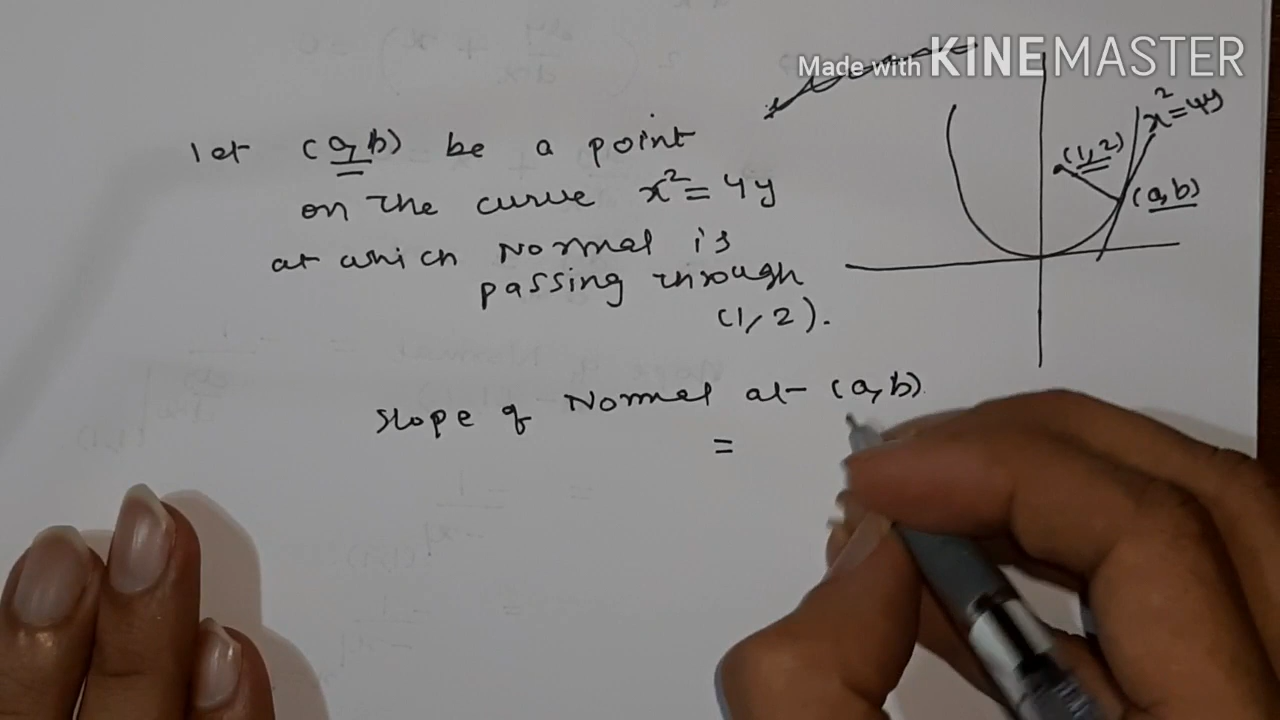 Made with KINEMASTER
let (a,b) be a point
on the curve x²=4y
at which Normal is
passing through
(1,2).
x²=4y
(1,2)
(a,b)
slope of Normal at (a,b)
=